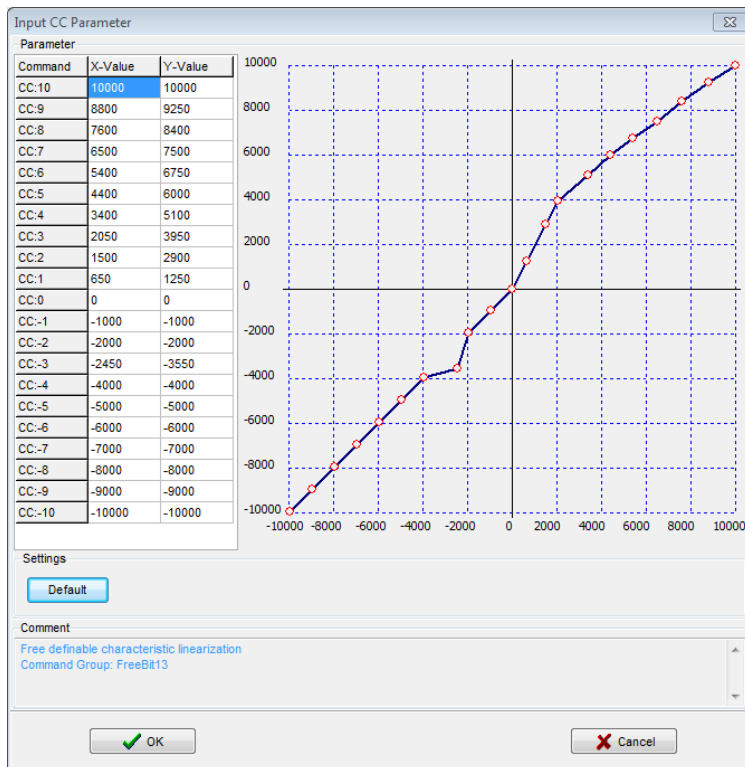 Input CC Parameter
Parameter
Command X-Value Y-Value
CC:10 10000 10000
CC:9 8800 9250
CC:8 7600 8400
CC:7 6500 7500
CC:6 5400 6750
CC:5 4400 6000
CC:4 3400 5100
CC:3 2050 3950
CC:2 1500 2900
CC:1 650 1250
CC:0 0 0
CC:-1 -1000 -1000
CC:-2 -2000 -2000
CC:-3 -2450 -3550
CC:-4 -4000 -4000
CC:-5 -5000 -5000
CC:-6 -6000 -6000
CC:-7 -7000 -7000
CC:-8 -8000 -8000
CC:-9 -9000 -9000
CC:-10 -10000 -10000
10000
8000
6000
4000
2000
0
-2000
-4000
-6000
-8000
-10000
-10000 -8000 -6000 -4000 -2000 0 2000 4000 6000 8000 10000
Settings
Default
Comment
Free definable characteristic linearization
Command Group: FreeBit13
OK Cancel